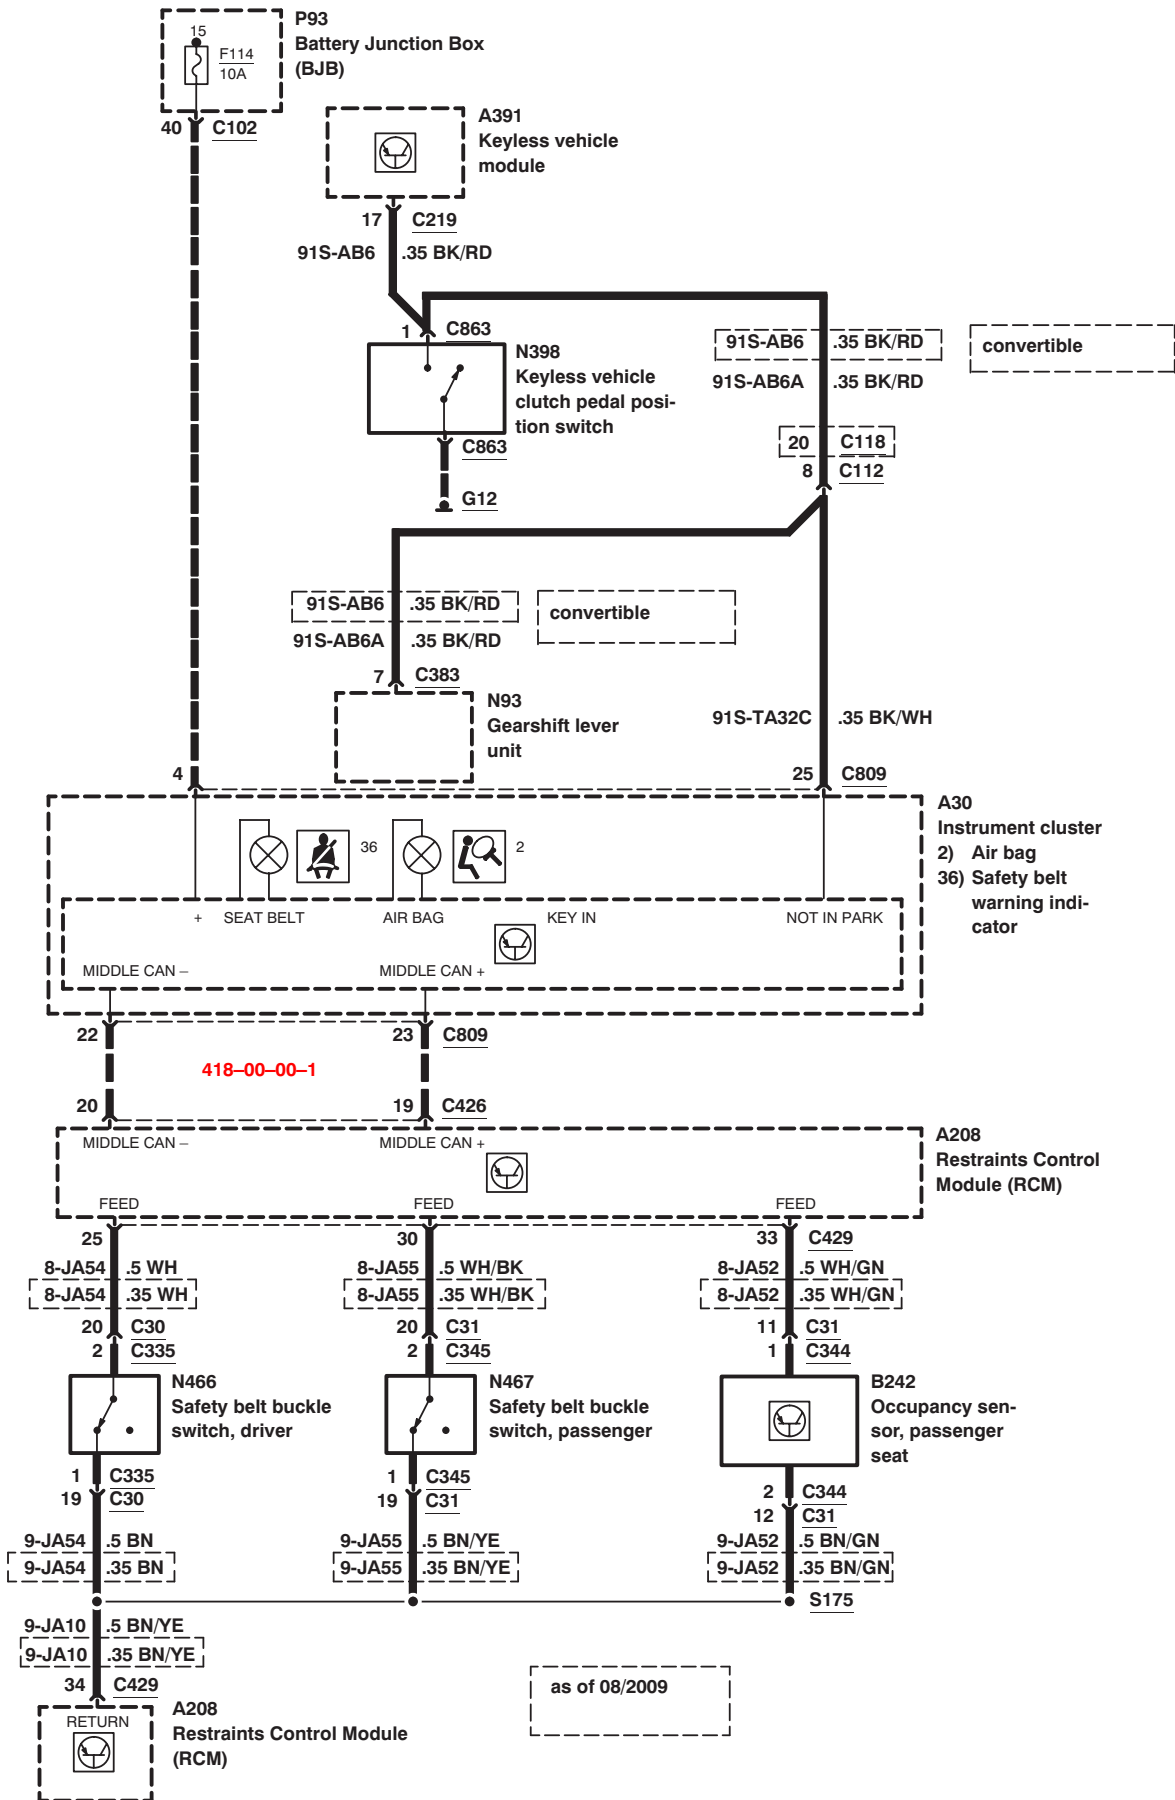 P93
Battery Junction Box
(BJB)
15
F114
10A
40 C102
A391
Keyless vehicle
module
17 C219
91S-AB6 .35 BK/RD
1 C863
N398
Keyless vehicle
clutch pedal posi-
tion switch
C863
G12
91S-AB6 .35 BK/RD
convertible
91S-AB6A .35 BK/RD
20 C118
8 C112
91S-AB6 .35 BK/RD
convertible
91S-AB6A .35 BK/RD
7 C383
N93
Gearshift lever
unit
91S-TA32C .35 BK/WH
4
25 C809
A30
Instrument cluster
2) Air bag
36) Safety belt
warning indi-
cator
36
2
+ SEAT BELT AIR BAG KEY IN NOT IN PARK
MIDDLE CAN – MIDDLE CAN +
22 23 C809
418–00–00–1
20 19 C426
MIDDLE CAN – MIDDLE CAN +
A208
Restraints Control
Module (RCM)
FEED FEED FEED
25 30 33 C429
8-JA54 .5 WH 8-JA55 .5 WH/BK 8-JA52 .5 WH/GN
8-JA54 .35 WH 8-JA55 .35 WH/BK 8-JA52 .35 WH/GN
20 C30 20 C31 11 C31
2 C335 2 C345 1 C344
N466
Safety belt buckle
switch, driver
N467
Safety belt buckle
switch, passenger
B242
Occupancy sen-
sor, passenger
seat
1 C335 1 C345 2 C344
19 C30 19 C31 12 C31
9-JA54 .5 BN 9-JA55 .5 BN/YE 9-JA52 .5 BN/GN
9-JA54 .35 BN 9-JA55 .35 BN/YE 9-JA52 .35 BN/GN
S175
9-JA10 .5 BN/YE
9-JA10 .35 BN/YE
34 C429
RETURN
A208
Restraints Control Module
(RCM)
as of 08/2009